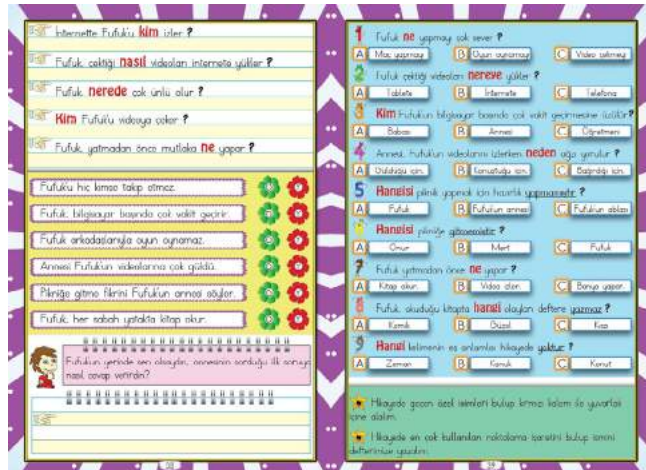 İnternette Fufuk'u kim izler ?
Fufuk, çektiği nasıl videoları internete yükler ?
Fufuk, nerede çok ünlü olur ?
Kim Fufuk'u videoya çeker ?
Fufuk, yatmadan önce mutlaka ne yapar ?
Fufuk'u hiç kimse takip etmez.
Fufuk, bilgisayar başında çok vakit geçirir.
Fufuk arkadaşlarıyla oyun oynamaz.
Annesi Fufuk'un videolarına çok güldü.
Pikniğe gitme fikrini Fufuk'un annesi söyler.
Fufuk, her sabah yatakta kitap okur.
Fufuk'un yerinde sen olsaydın, annesinin sorduğu ilk soruya
nasıl cevap verirdin?
1 Fufuk ne yapmayı çok sever ?
A Maç yapmayı B Oyun oynamayı C Video çekmeyi
2 Fufuk çektiği videoları nereye yükler ?
A Tablete B İnternete C Telefona
3 Kim Fufuk'un bilgisayar başında çok vakit geçirmesine üzülür?
A Babası B Annesi C Öğretmeni
4 Annesi, Fufuk'un videolarını izlerken neden ağzı yorulur ?
A Güldüğü için. B Konuştuğu için. C Bağırdığı için.
5 Hangisi piknik yapmak için hazırlık yapmamıştır ?
A Fufuk B Fufuk'un annesi C Fufuk'un ablası
6 Hangisi pikniğe gitmemiştir ?
A Onur B Mert C Fufuk
7 Fufuk yatmadan önce ne yapar ?
A Kitap okur. B Video izler. C Banyo yapar.
8 Fufuk, okuduğu kitapta hangi olayları deftere yazmaz ?
A Komik B Güzel C Kısa
9 Hangi kelimenin eş anlamlısı hikayede yoktur ?
A Zaman B Konuk C Konut
Hikayede geçen özel isimleri bulup kırmızı kalem ile yuvarlak
içine alalım.
Hikayede en çok kullanılan noktalama işaretini bulup ismini
defterimize yazalım.